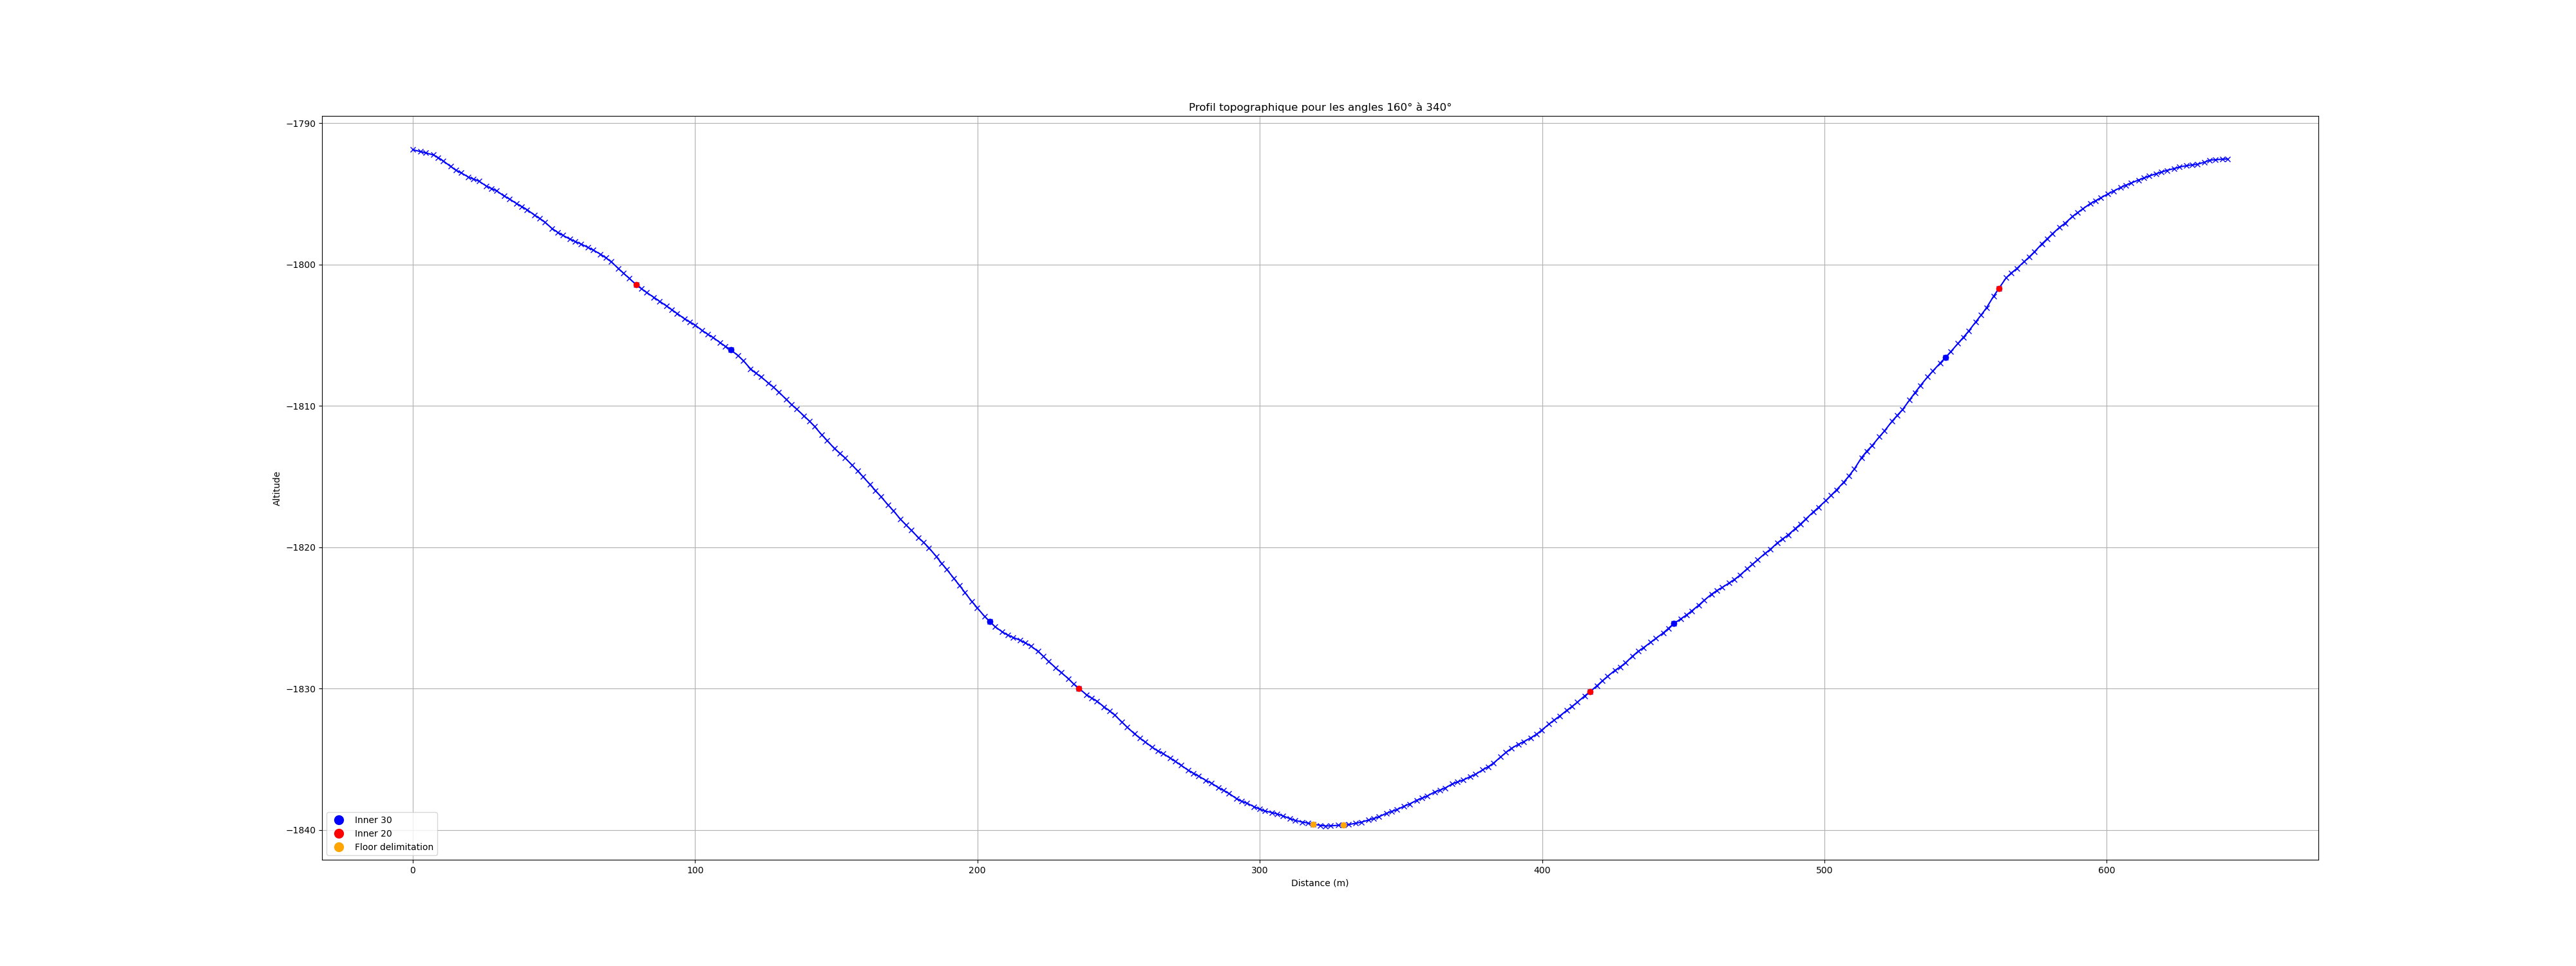 Profil topographique pour les angles 160° à 340°
Altitude
−1790
−1800
−1810
−1820
−1830
−1840
Inner 30
Inner 20
Floor delimitation
0
100
200
300
400
500
600
Distance (m)